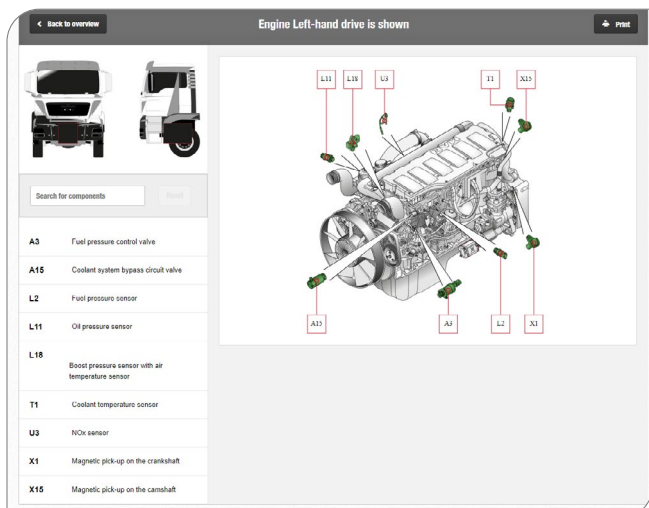 Back to overview
Engine Left-hand drive is shown
Print
L11 L18 U3 T1 X15
Search for components
Reset
A3 Fuel pressure control valve
A15 Coolant system bypass circuit valve
L2 Fuel pressure sensor
L11 Oil pressure sensor
L18 Boost pressure sensor with air
temperature sensor
T1 Coolant temperature sensor
U3 NOx sensor
X1 Magnetic pick-up on the crankshaft
X15 Magnetic pick-up on the camshaft
A15 A3 L2 X1